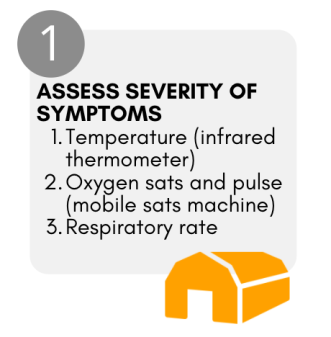 1
ASSESS SEVERITY OF
SYMPTOMS
1. Temperature (infrared
thermometer)
2. Oxygen sats and pulse
(mobile sats machine)
3. Respiratory rate